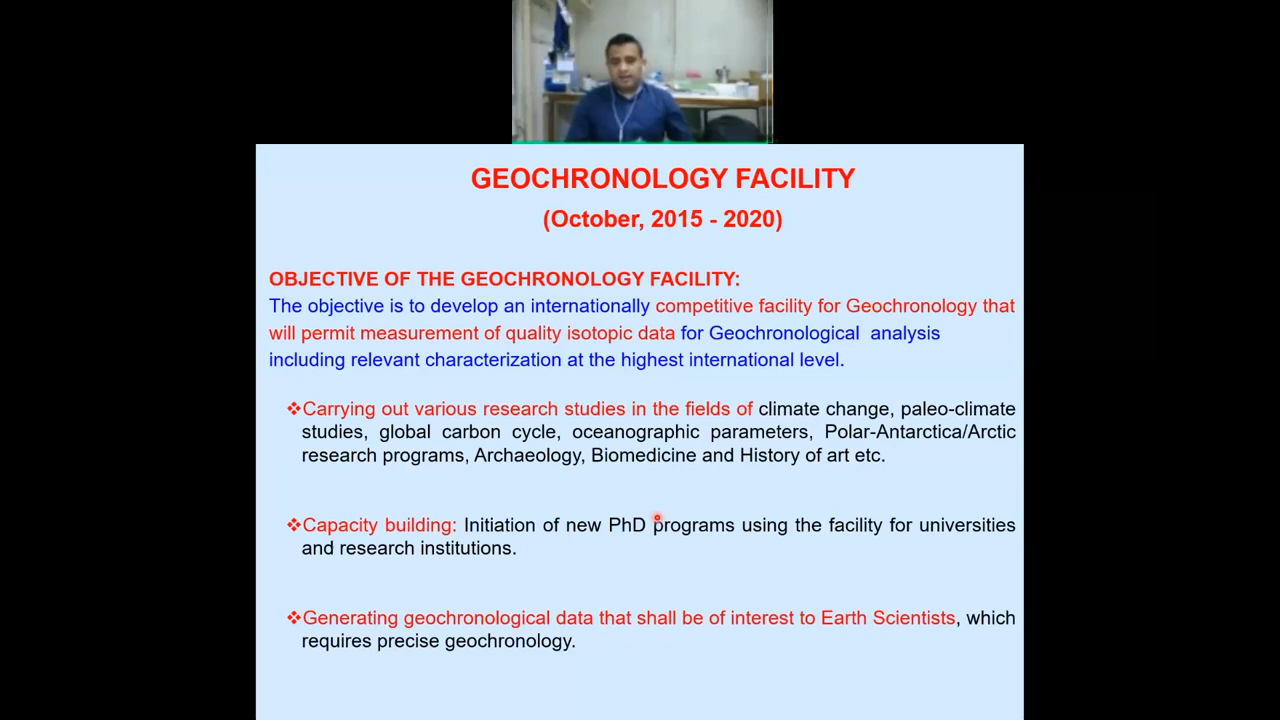 GEOCHRONOLOGY FACILITY
(October, 2015 - 2020)
OBJECTIVE OF THE GEOCHRONOLOGY FACILITY:
The objective is to develop an internationally competitive facility for Geochronology that
will permit measurement of quality isotopic data for Geochronological analysis
including relevant characterization at the highest international level.
❖Carrying out various research studies in the fields of climate change, paleo-climate
studies, global carbon cycle, oceanographic parameters, Polar-Antarctica/Arctic
research programs, Archaeology, Biomedicine and History of art etc.
❖Capacity building: Initiation of new PhD programs using the facility for universities
and research institutions.
❖Generating geochronological data that shall be of interest to Earth Scientists, which
requires precise geochronology.